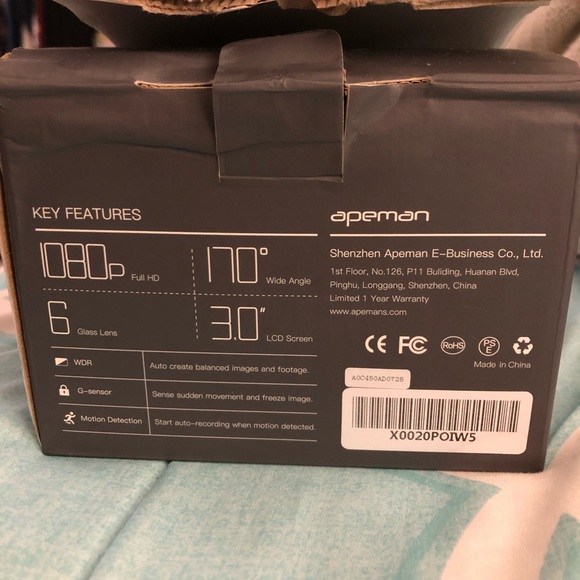 KEY FEATURES
1080p Full HD
170° Wide Angle
6 Glass Lens
3.0" LCD Screen
WDR Auto create balanced images and footage.
G-sensor Sense sudden movement and freeze image.
Motion Detection Start auto-recording when motion detected.
apeman
Shenzhen Apeman E-Business Co., Ltd.
1st Floor, No.126, P11 Buliding, Huanan Blvd,
Pinghu, Longgang, Shenzhen, China
Limited 1 Year Warranty
www.apemans.com
CE FC RoHS PS E
Made in China
A0C450AD0725
X0020POIW5